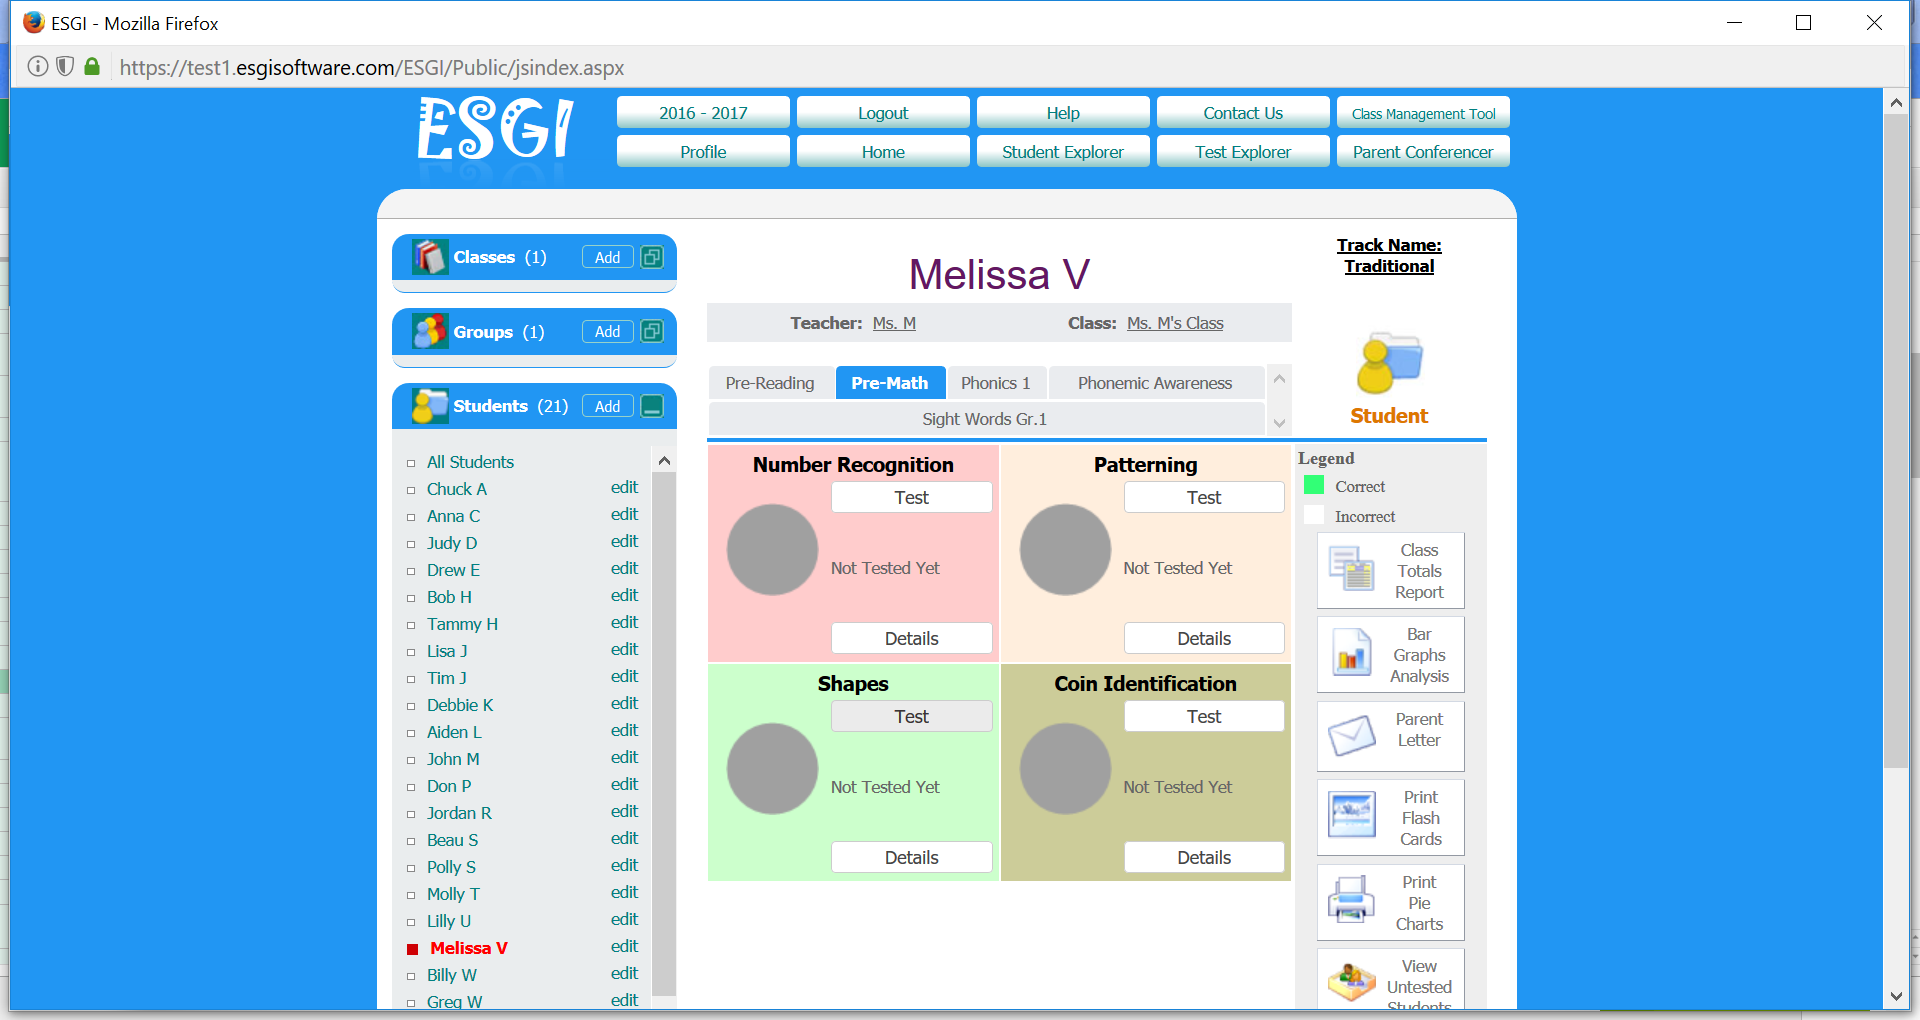 ESGI - Mozilla Firefox
https://test1.esgisoftware.com/ESGI/Public/jsindex.aspx
ESGI
2016 - 2017
Logout
Help
Contact Us
Class Management Tool
Profile
Home
Student Explorer
Test Explorer
Parent Conferencer
Classes (1)
Add
Groups (1)
Add
Students (21)
Add
All Students
Chuck A edit
Anna C edit
Judy D edit
Drew E edit
Bob H edit
Tammy H edit
Lisa J edit
Tim J edit
Debbie K edit
Aiden L edit
John M edit
Don P edit
Jordan R edit
Beau S edit
Polly S edit
Molly T edit
Lilly U edit
Melissa V edit
Billy W edit
Greg W edit
Melissa V
Teacher: Ms. M
Class: Ms. M's Class
Pre-Reading
Pre-Math
Phonics 1
Phonemic Awareness
Sight Words Gr.1
Number Recognition
Test
Not Tested Yet
Details
Patterning
Test
Not Tested Yet
Details
Shapes
Test
Not Tested Yet
Details
Coin Identification
Test
Not Tested Yet
Details
Track Name:
Traditional
Student
Legend
Correct
Incorrect
Class
Totals
Report
Bar
Graphs
Analysis
Parent
Letter
Print
Flash
Cards
Print
Pie
Charts
View
Untested
Students